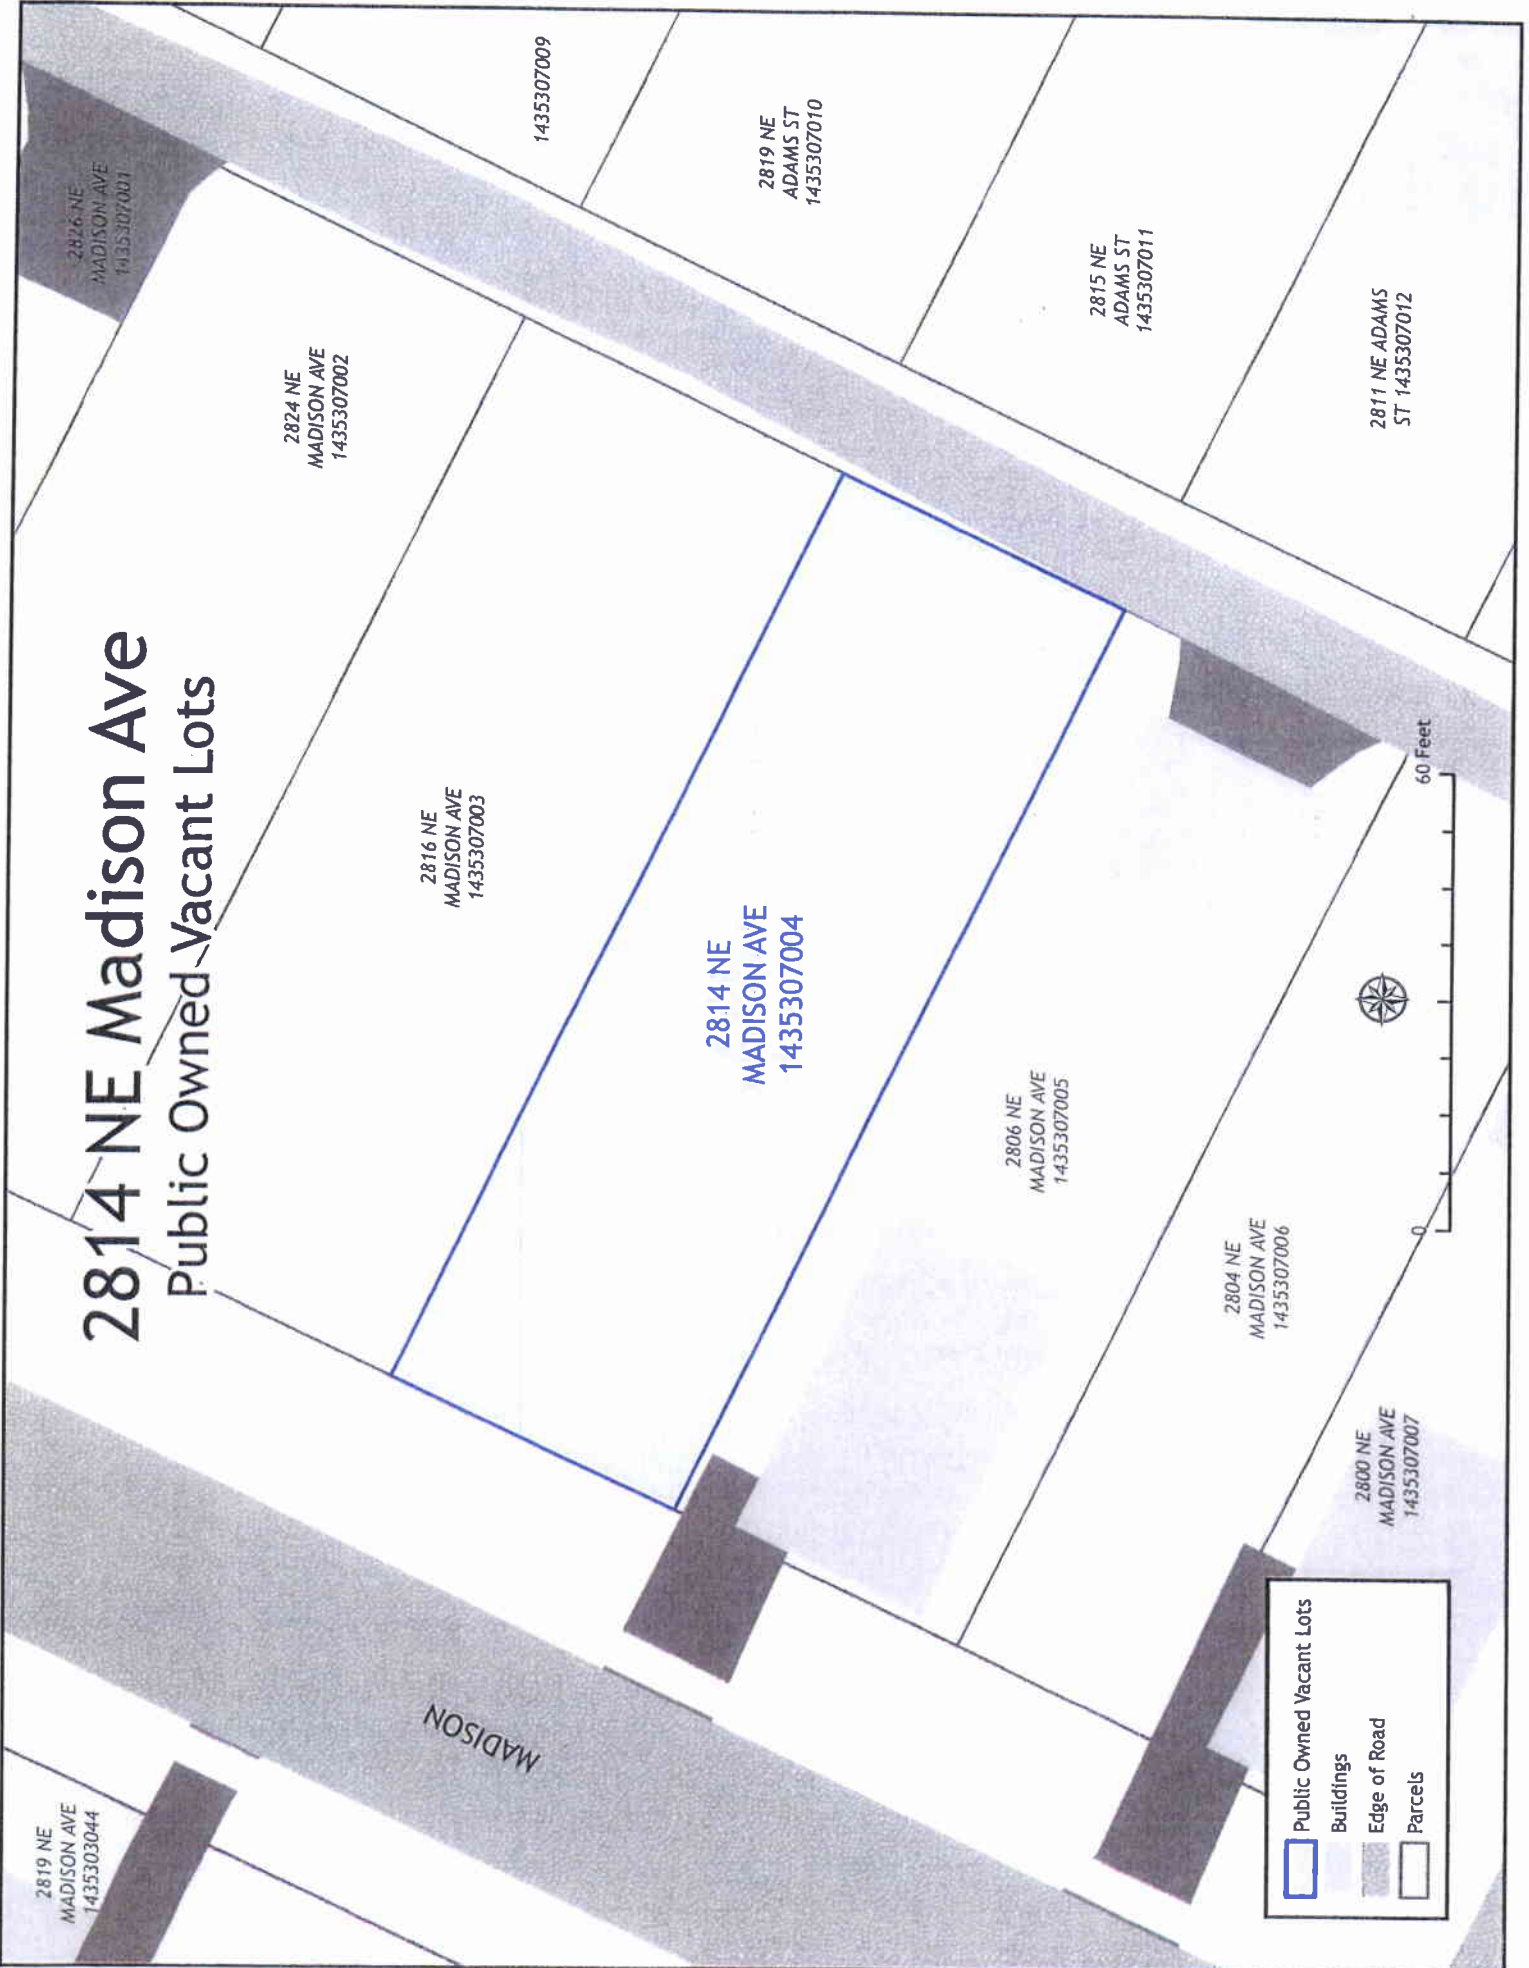 2814 NE Madison Ave
Public Owned Vacant Lots
2826 NE
MADISON AVE
1435307001
2824 NE
MADISON AVE
1435307002
1435307009
2819 NE
ADAMS ST
1435307010
2816 NE
MADISON AVE
1435307003
2815 NE
ADAMS ST
1435307011
2814 NE
MADISON AVE
1435307004
2811 NE ADAMS
ST 1435307012
2819 NE
MADISON AVE
1435303044
MADISON
2806 NE
MADISON AVE
1435307005
2804 NE
MADISON AVE
1435307006
2800 NE
MADISON AVE
1435307007
0
60 Feet
Public Owned Vacant Lots
Buildings
Edge of Road
Parcels